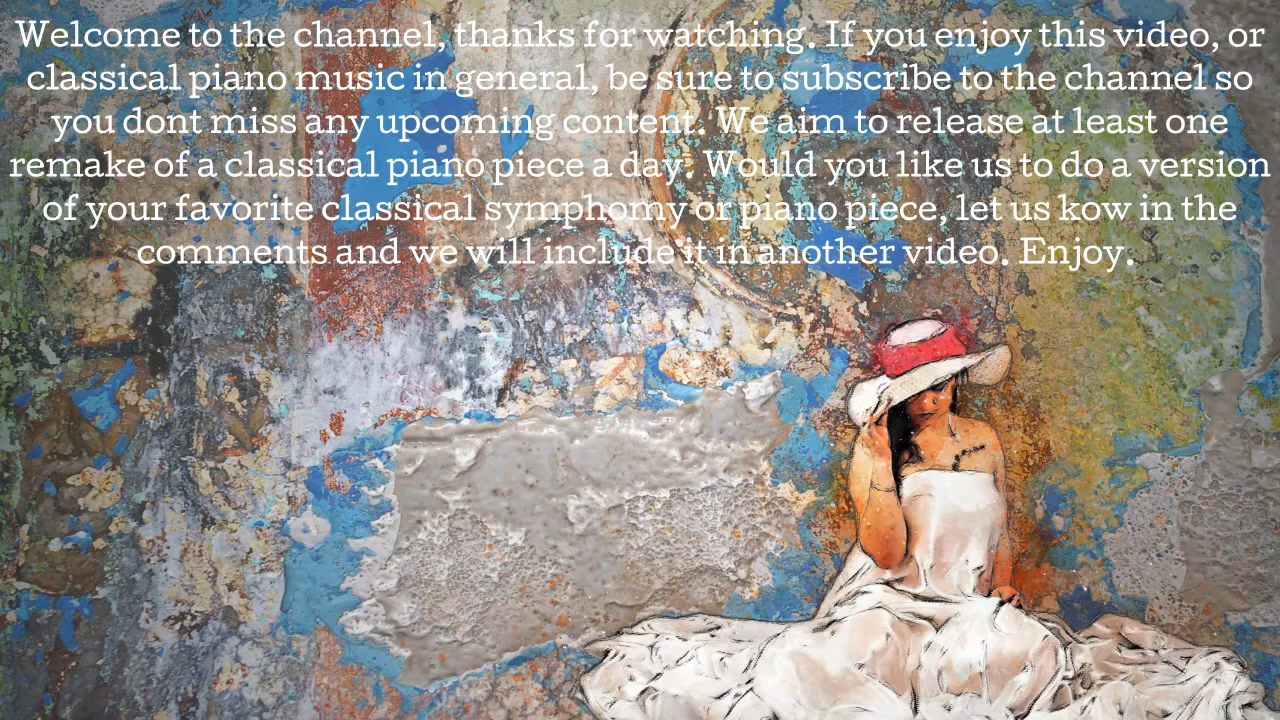 Welcome to the channel, thanks for watching. If you enjoy this video, or
classical piano music in general, be sure to subscribe to the channel so
you dont miss any upcoming content. We aim to release at least one
remake of a classical piano piece a day. Would you like us to do a version
of your favorite classical symphomy or piano piece, let us kow in the
comments and we will include it in another video. Enjoy.